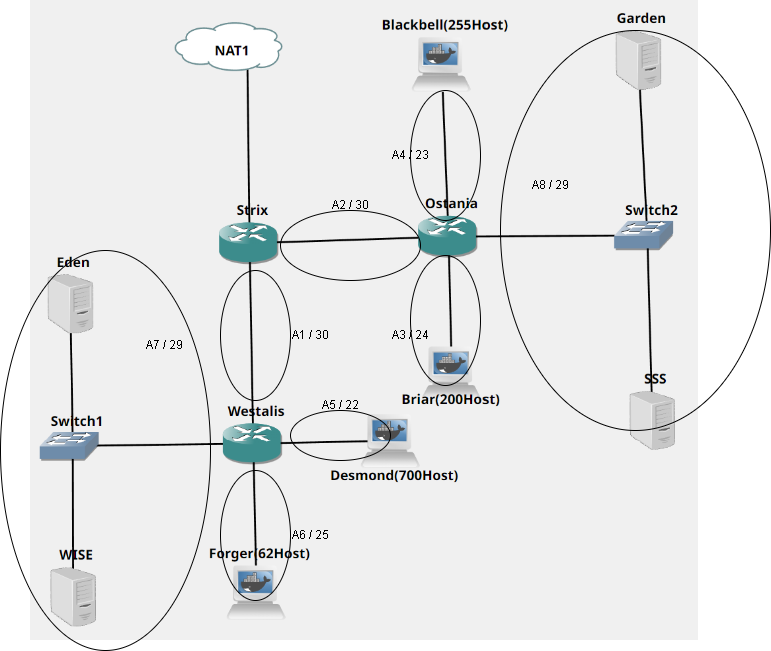 Blackbell(255Host)
Garden
NAT1
A4 / 23
A8 / 29
Strix
A2 / 30
Ostania
Switch2
Eden
A7 / 29
A1 / 30
A3 / 24
SSS
Briar(200Host)
Switch1
Westalis
A5 / 22
Desmond(700Host)
A6 / 25
WISE
Forger(62Host)